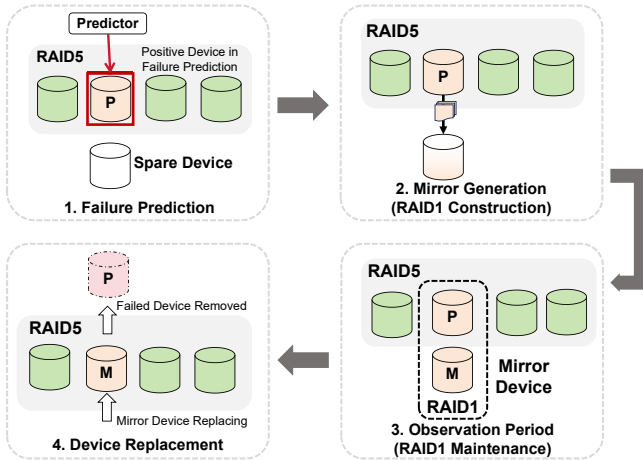 Predictor
RAID5
Positive Device in
Failure Prediction
P
Spare Device
1. Failure Prediction
RAID5
P
2. Mirror Generation
(RAID1 Construction)
RAID5
P
M
Mirror
Device
RAID1
3. Observation Period
(RAID1 Maintenance)
P
Failed Device Removed
RAID5
M
Mirror Device Replacing
4. Device Replacement